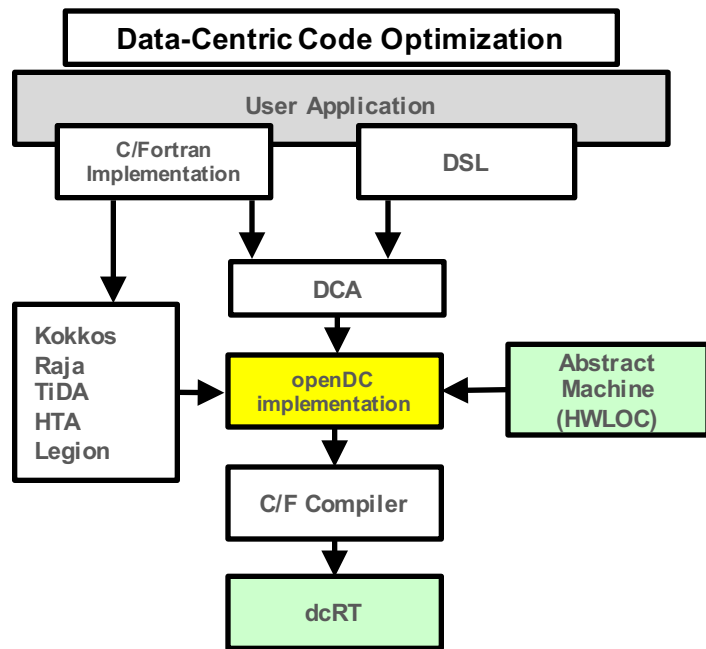 Data-Centric Code Optimization
User Application
C/Fortran
Implementation
DSL
DCA
Kokkos
Raja
TiDA
HTA
Legion
openDC
implementation
Abstract
Machine
(HWLOC)
C/F Compiler
dcRT